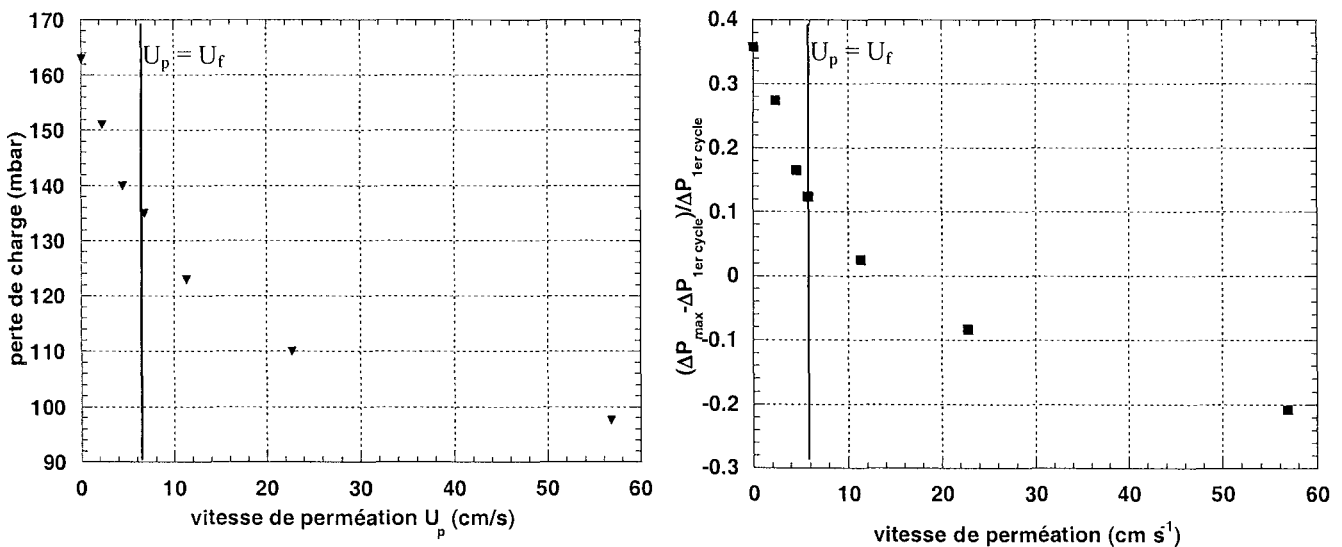 170
160
150
140
130
120
110
100
90
perte de charge (mbar)
U_p = U_f
0 10 20 30 40 50 60
vitesse de perméation U_p (cm/s)
0.4
0.3
0.2
0.1
0
-0.1
-0.2
-0.3
(ΔP_max-ΔP_1er cycle)/ΔP_1er cycle
U_p = U_f
0 10 20 30 40 50 60
vitesse de perméation (cm s^-1)